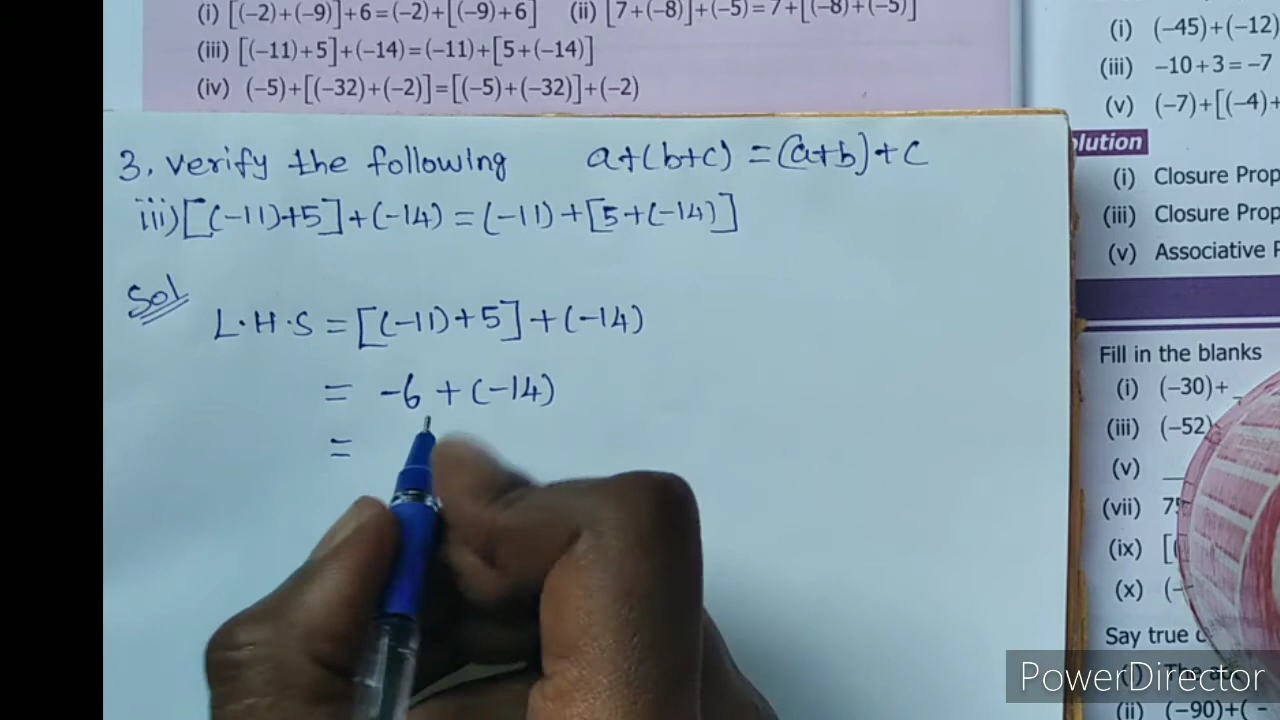 (i) [(−2)+(−9)]+6=(−2)+[(−9)+6] (ii) [7+(−8)]+(−5)=7+[(−8)+(−5)]
(iii) [(−11)+5]+(−14)=(−11)+[5+(−14)]
(iv) (−5)+[(−32)+(−2)]=[(−5)+(−32)]+(−2)
3. verify the following a+(b+c) =(a+b)+c
iii)[(-11)+5]+(-14)=(-11)+[5+(-14)]
Sol
L.H.S = [(-11)+5]+(-14)
= -6+(-14)
=
(i) (−45)+(−12)
(iii) −10+3=−7
(v) (−7)+[(−4)+
lution
(i) Closure Prop
(iii) Closure Prop
(v) Associative P
Fill in the blanks
(i) (−30)+
(iii) (−52)
(v)
(vii) 75
(ix) [(
(x) (−
Say true
(ii) (−90)+( −
PowerDirector